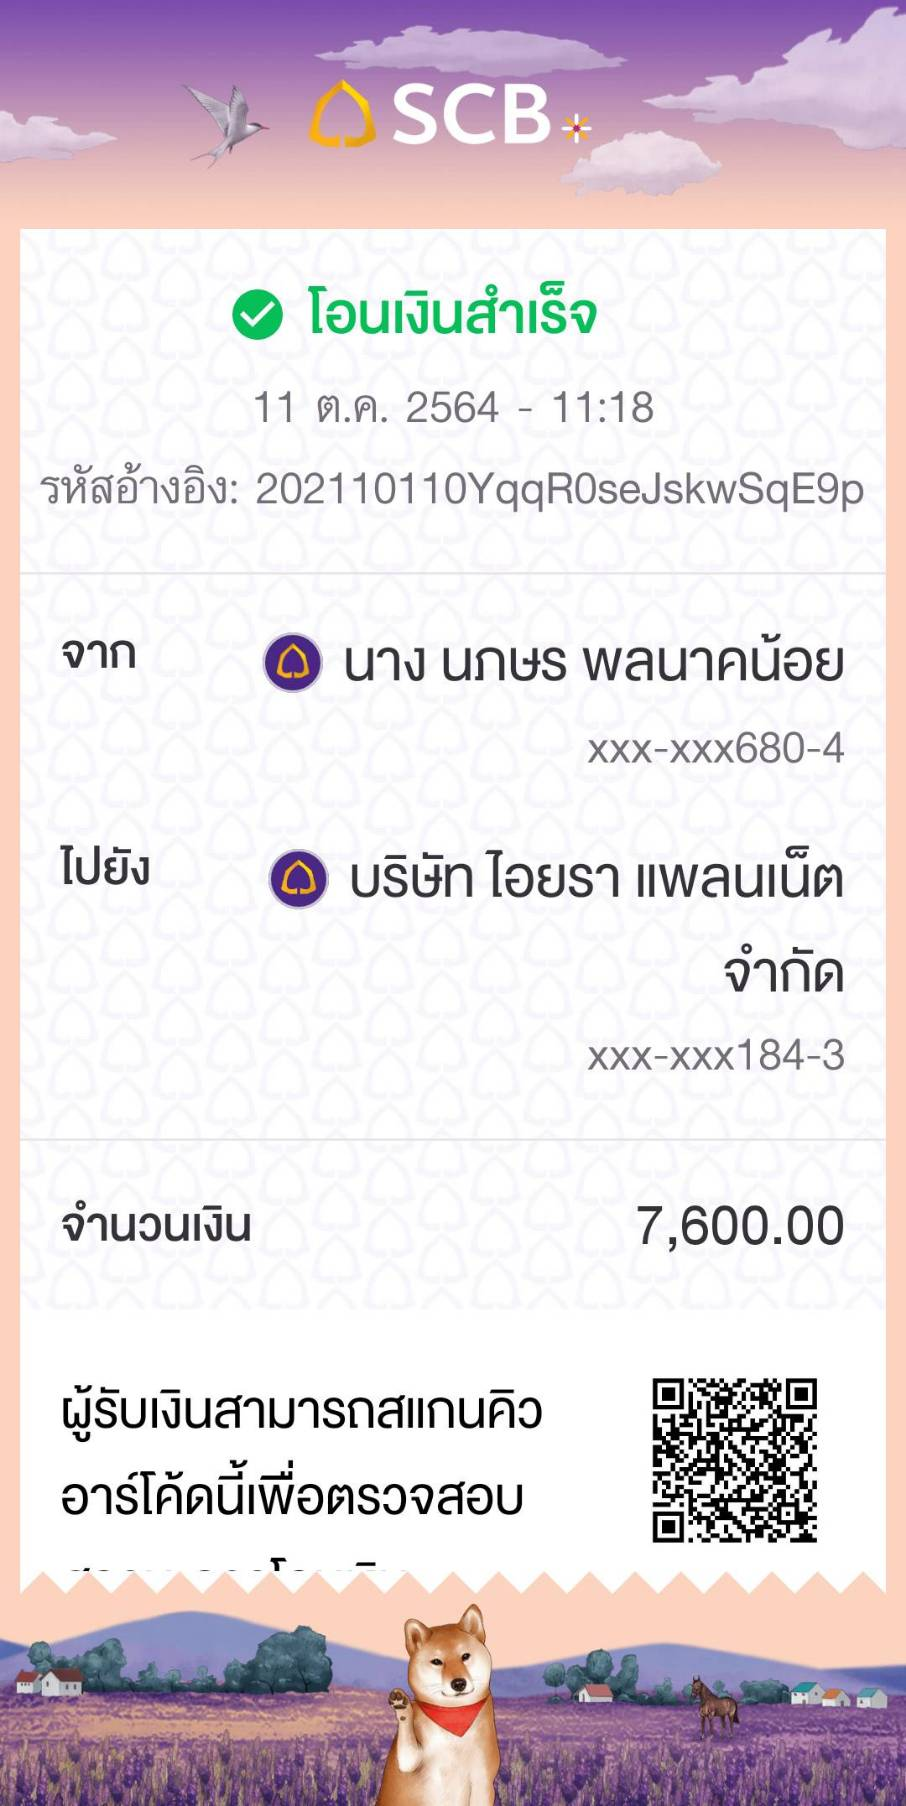 SCB
โอนเงินสำเร็จ
11 ต.ค. 2564 - 11:18
รหัสอ้างอิง: 202110110YqqR0seJskwSqE9p
จาก นาง นภษร พลนาคน้อย
xxx-xxx680-4
ไปยัง บริษัท ไอยรา แพลนเน็ต
จำกัด
xxx-xxx184-3
จำนวนเงิน 7,600.00
ผู้รับเงินสามารถสแกนคิว
อาร์โค้ดนี้เพื่อตรวจสอบ